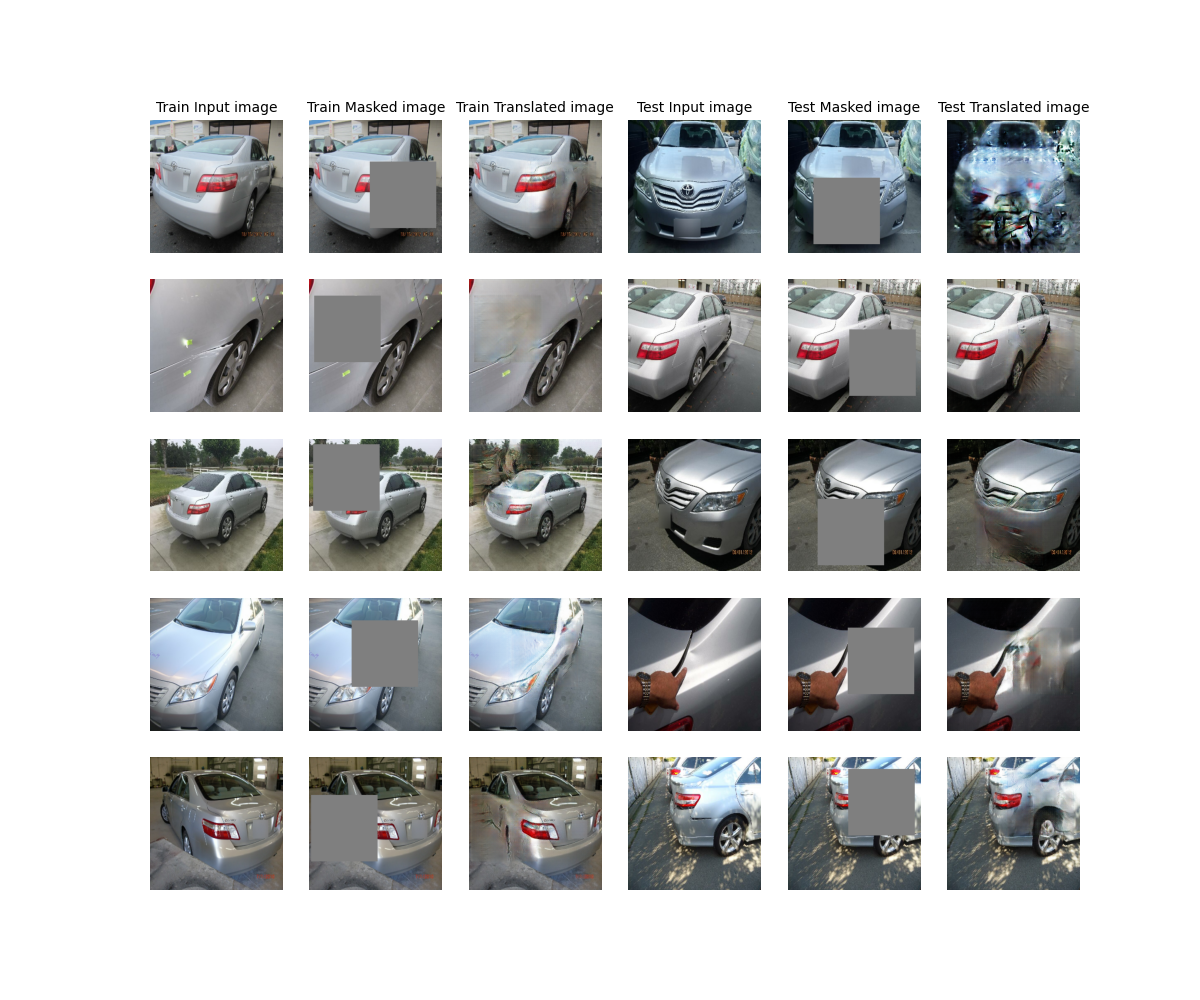 Train Input image
Train Masked image
Train Translated image
Test Input image
Test Masked image
Test Translated image